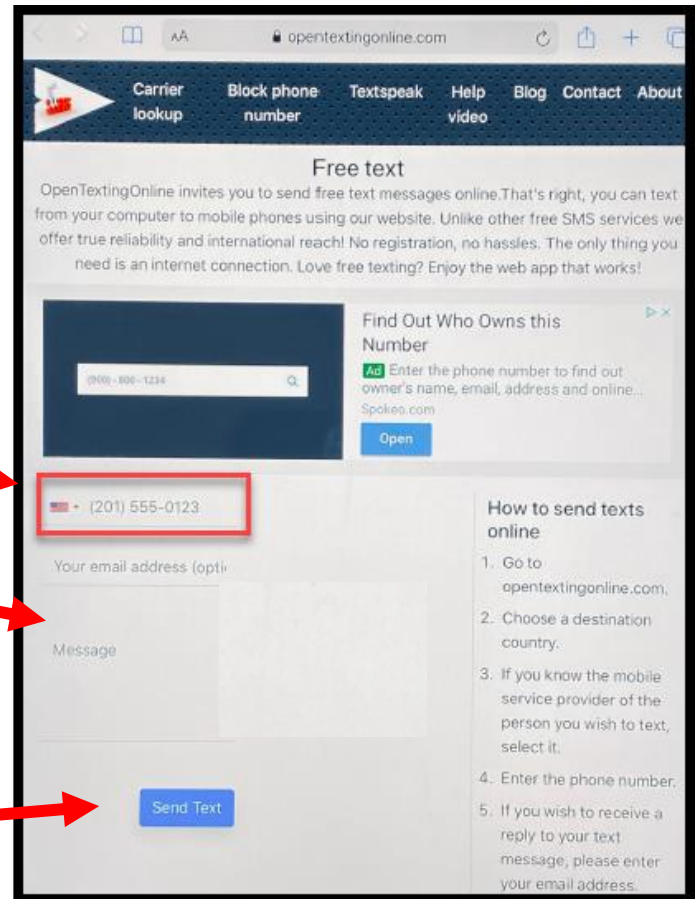 AA
opentextingonline.com
Carrier lookup
Block phone number
Textspeak
Help video
Blog
Contact
About
Free text
OpenTextingOnline invites you to send free text messages online.That's right, you can text
from your computer to mobile phones using our website. Unlike other free SMS services we
offer true reliability and international reach! No registration, no hassles. The only thing you
need is an internet connection. Love free texting? Enjoy the web app that works!
Find Out Who Owns this
Number
Ad Enter the phone number to find out
owner's name, email, address and online...
Spokeo.com
Open
(201) 555-0123
Your email address
Message
Send Text
How to send texts
online
1. Go to
opentextingonline.com.
2. Choose a destination
country.
3. If you know the mobile
service provider of the
person you wish to text,
select it.
4. Enter the phone number.
5. If you wish to receive a
reply to your text
message, please enter
your email address.